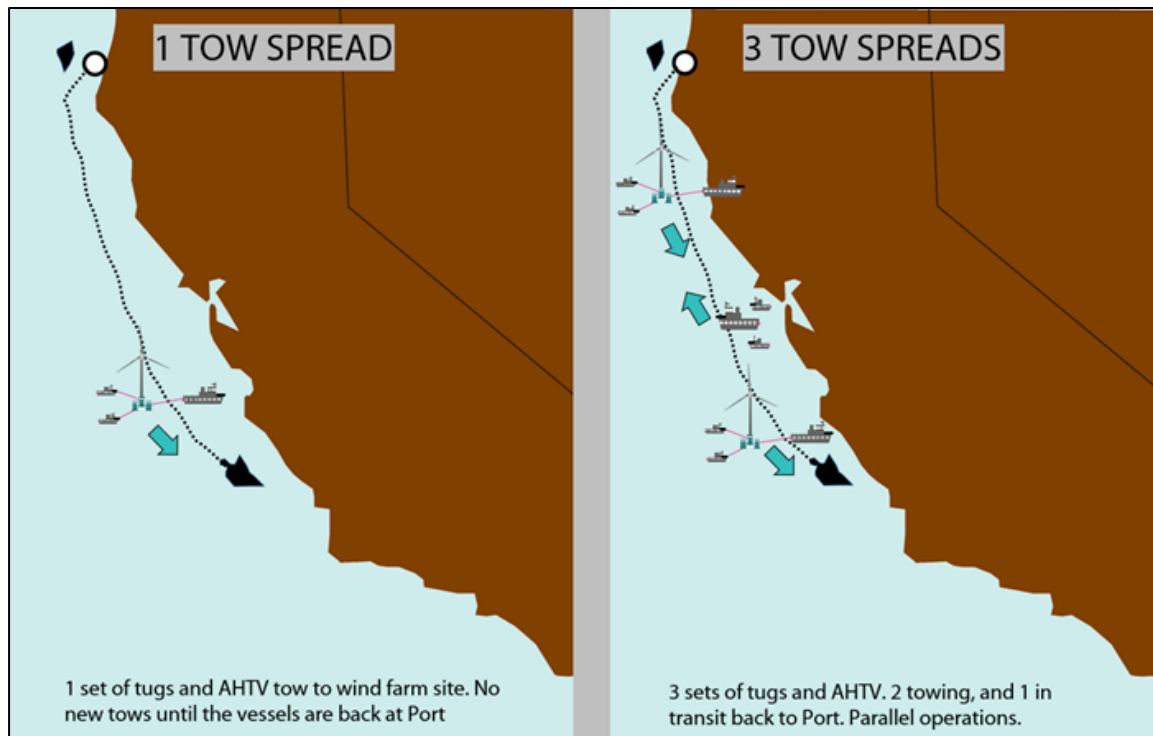 1 TOW SPREAD
3 TOW SPREADS
1 set of tugs and AHTV tow to wind farm site. No
new tows until the vessels are back at Port
3 sets of tugs and AHTV. 2 towing, and 1 in
transit back to Port. Parallel operations.